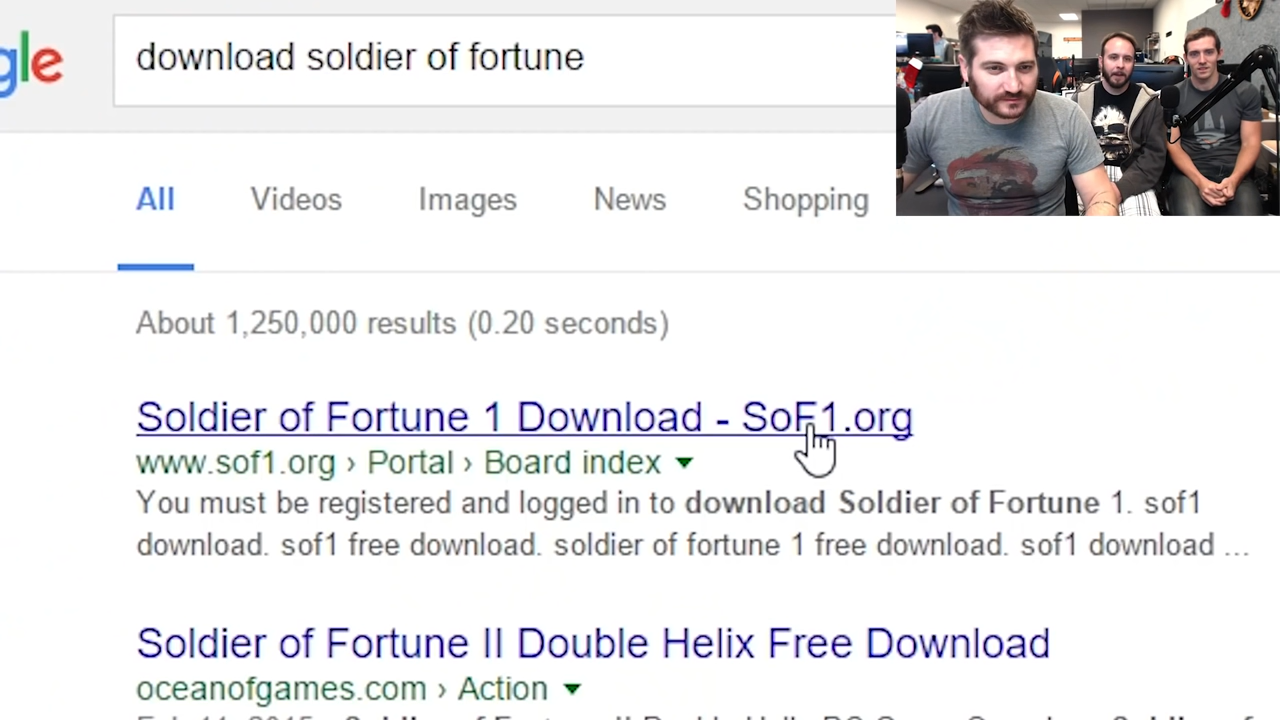 gle
download soldier of fortune
All Videos Images News Shopping
About 1,250,000 results (0.20 seconds)
Soldier of Fortune 1 Download - SoF1.org
www.sof1.org › Portal › Board index
You must be registered and logged in to download Soldier of Fortune 1. sof1
download. sof1 free download. soldier of fortune 1 free download. sof1 download ...
Soldier of Fortune II Double Helix Free Download
oceanofgames.com › Action